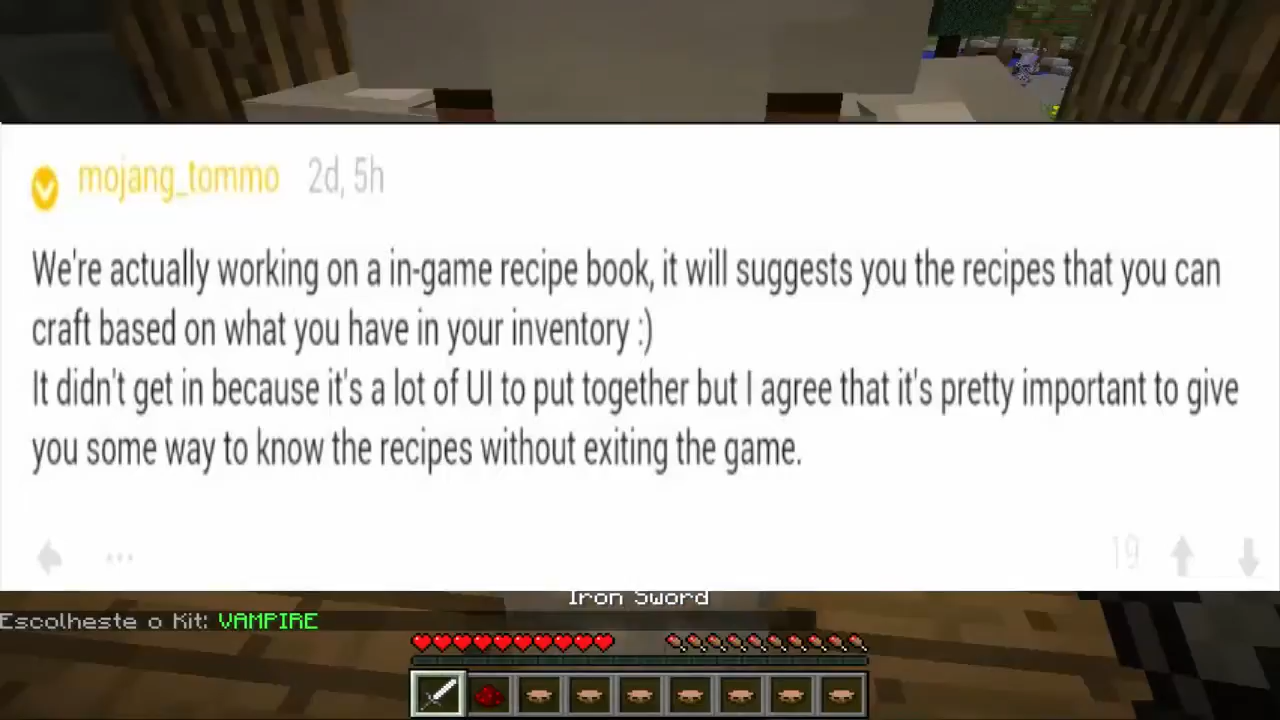 mojang_tommo 2d, 5h
We're actually working on a in-game recipe book, it will suggests you the recipes that you can
craft based on what you have in your inventory :)
It didn't get in because it's a lot of UI to put together but I agree that it's pretty important to give
you some way to know the recipes without exiting the game.
19
Iron Sword
Escolheste o Kit: VAMPIRE